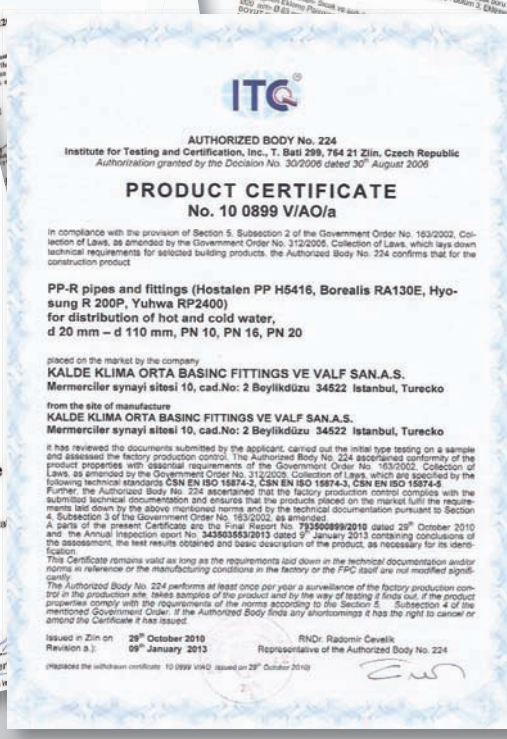 ITC®
AUTHORIZED BODY No. 224
Institute for Testing and Certification, Inc., T. Bati 299, 764 21 Zlín, Czech Republic
Authorization granted by the Decision No. 30/2006 dated 30th August 2006
PRODUCT CERTIFICATE
No. 10 0899 V/AO/a
In compliance with the provision of Section 5, Subsection 2 of the Government Order No. 163/2002, Col-
lection of Laws, as amended by the Government Order No. 312/2005, Collection of Laws, which lays down
technical requirements for selected building products, the Authorized Body No. 224 confirms that for the
construction product
PP-R pipes and fittings (Hostalen PP H5416, Borealis RA130E, Hyo-
sung R 200P, Yuhwa RP2400)
for distribution of hot and cold water,
d 20 mm – d 110 mm, PN 10, PN 16, PN 20
placed on the market by the company
KALDE KLIMA ORTA BASINC FITTINGS VE VALF SAN.A.S.
Mermerciler synayi sitesi 10, cad.No: 2 Beylikdüzu 34522 Istanbul, Turecko
from the site of manufacture
KALDE KLIMA ORTA BASINC FITTINGS VE VALF SAN.A.S.
Mermerciler synayi sitesi 10, cad.No: 2 Beylikdüzu 34522 Istanbul, Turecko
it has reviewed the documents submitted by the applicant, carried out the initial type testing on a sample
and assessed the factory production control. The Authorized Body No. 224 ascertained conformity of the
product properties with essential requirements of the Government Order No. 163/2002, Collection of
Laws, as amended by the Government Order No. 312/2005, Collection of Laws, which are specified by the
following technical standards ČSN EN ISO 15874-2, ČSN EN ISO 15874-3, ČSN EN ISO 15874-5.
Further, the Authorized Body No. 224 ascertained that the factory production control complies with the
submitted technical documentation and ensures that the products placed on the market fulfil the require-
ments laid down by the above mentioned norms and by the technical documentation pursuant to Section
4, Subsection 3 of the Government Order No. 163/2002, as amended.
A parts of the present Certificate are the Final Report No. 793500899/2010 dated 29th October 2010
and the Annual Inspection eport No. 343503553/2013 dated 9th January 2013 containing conclusions of
the assessment, the test results obtained and basic description of the product, as necessary for its identi-
fication.
This Certificate remains valid as long as the requirements laid down in the technical documentation and/or
norms in reference or the manufacturing conditions in the factory or the FPC itself are not modified signifi-
cantly.
The Authorized Body No. 224 performs at least once per year a surveillance of the factory production con-
trol in the production site, takes samples of the product and by the way of testing it finds out, if the product
properties comply with the requirements of the norms according to the Section 5, Subsection 4 of the
mentioned Government Order. If the Authorized Body finds any shortcomings it has the right to cancel or
amend the Certificate it has issued.
Issued in Zlín on 29th October 2010
RNDr. Radomír Čevelík
Revision a.): 09th January 2013
Representative of the Authorized Body No. 224
(Replaces the withdrawn certificate 10 0899 V/AO issued on 29th October 2010)